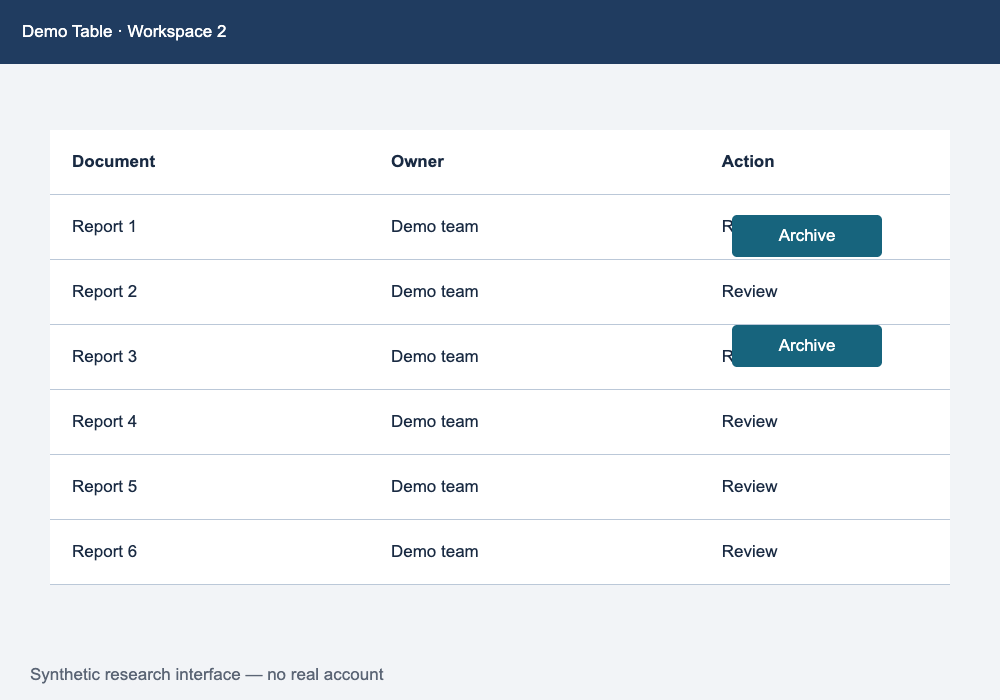 Demo Table · Workspace 2
Document Owner Action
Report 1 Demo team Archive
Report 2 Demo team Review
Report 3 Demo team Archive
Report 4 Demo team Review
Report 5 Demo team Review
Report 6 Demo team Review
Synthetic research interface — no real account